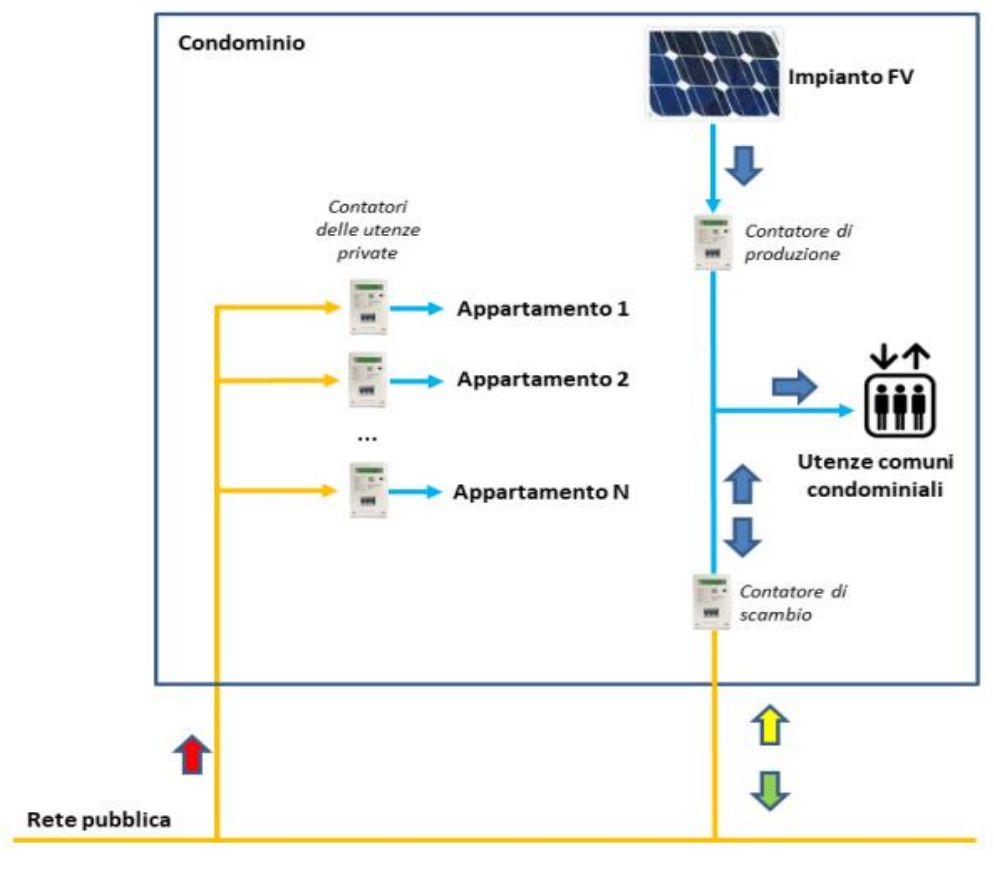 Condominio
Impianto FV
Contatori
delle utenze
private
Contatore di
produzione
Appartamento 1
Appartamento 2
...
Appartamento N
Utenze comuni
condominiali
Contatore di
scambio
Rete pubblica